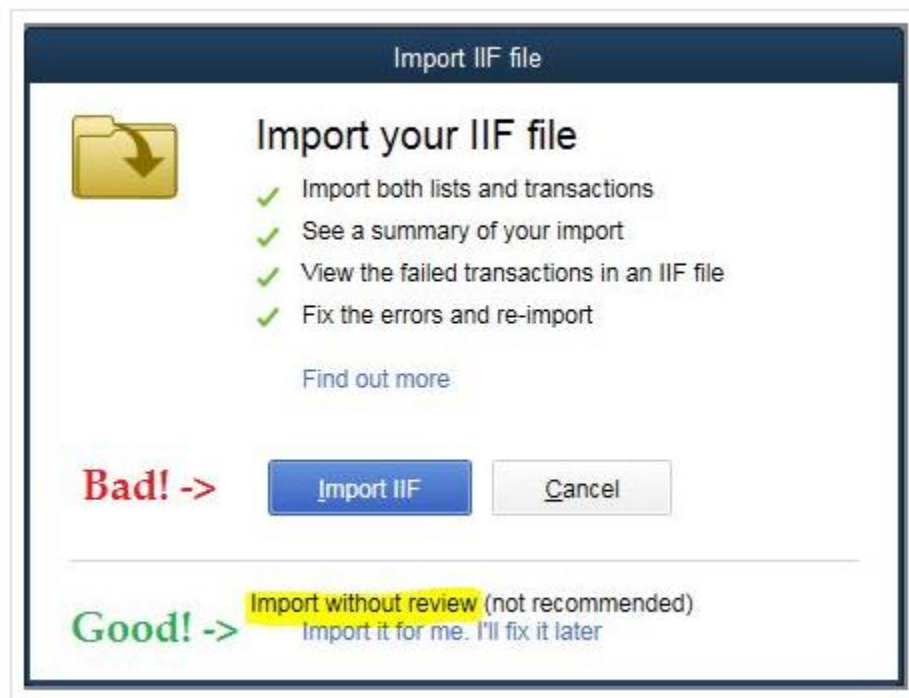 Import IIF file
Import your IIF file
Import both lists and transactions
See a summary of your import
View the failed transactions in an IIF file
Fix the errors and re-import
Find out more
Bad! -> Import IIF Cancel
Import without review (not recommended)
Good! -> Import it for me. I'll fix it later